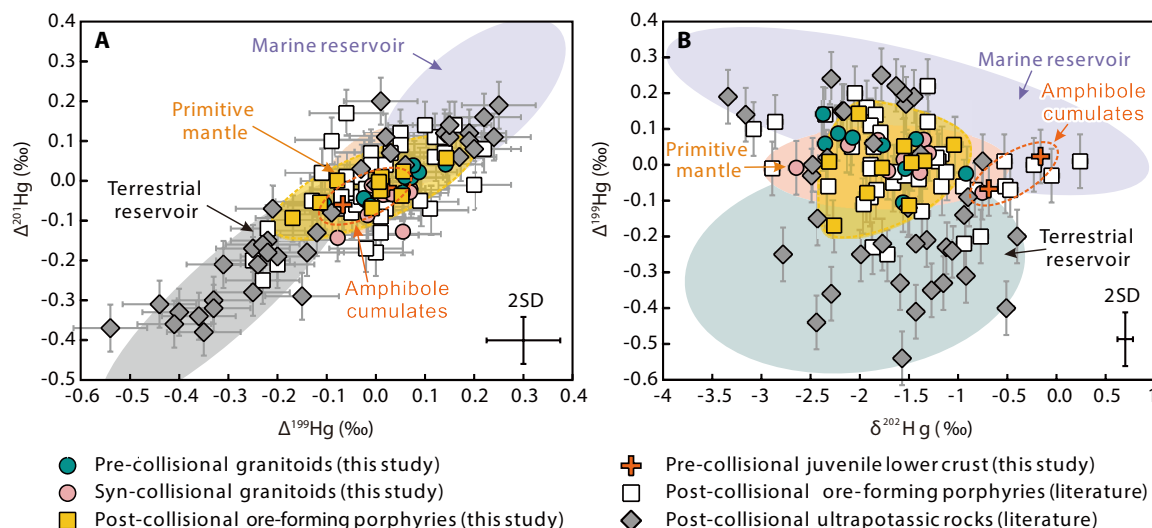 A
Marine reservoir
Primitive
mantle
Terrestrial
reservoir
Amphibole
cumulates
2SD
0.4
0.3
0.2
0.1
0.0
-0.1
-0.2
-0.3
-0.4
-0.5
Δ²⁰¹Hg (‰)
-0.6 -0.5 -0.4 -0.3 -0.2 -0.1 0.0 0.1 0.2 0.3 0.4
Δ¹⁹⁹Hg (‰)
B
Marine reservoir
Amphibole
cumulates
Primitive
mantle
Terrestrial
reservoir
2SD
0.4
0.3
0.2
0.1
0.0
-0.1
-0.2
-0.3
-0.4
-0.5
-0.6
Δ¹⁹⁹Hg (‰)
-4 -3.5 -3 -2.5 -2 -1.5 -1 -0.5 0 0.5 1
δ²⁰²Hg (‰)
Pre-collisional granitoids (this study)
Syn-collisional granitoids (this study)
Post-collisional ore-forming porphyries (this study)
Pre-collisional juvenile lower crust (this study)
Post-collisional ore-forming porphyries (literature)
Post-collisional ultrapotassic rocks (literature)